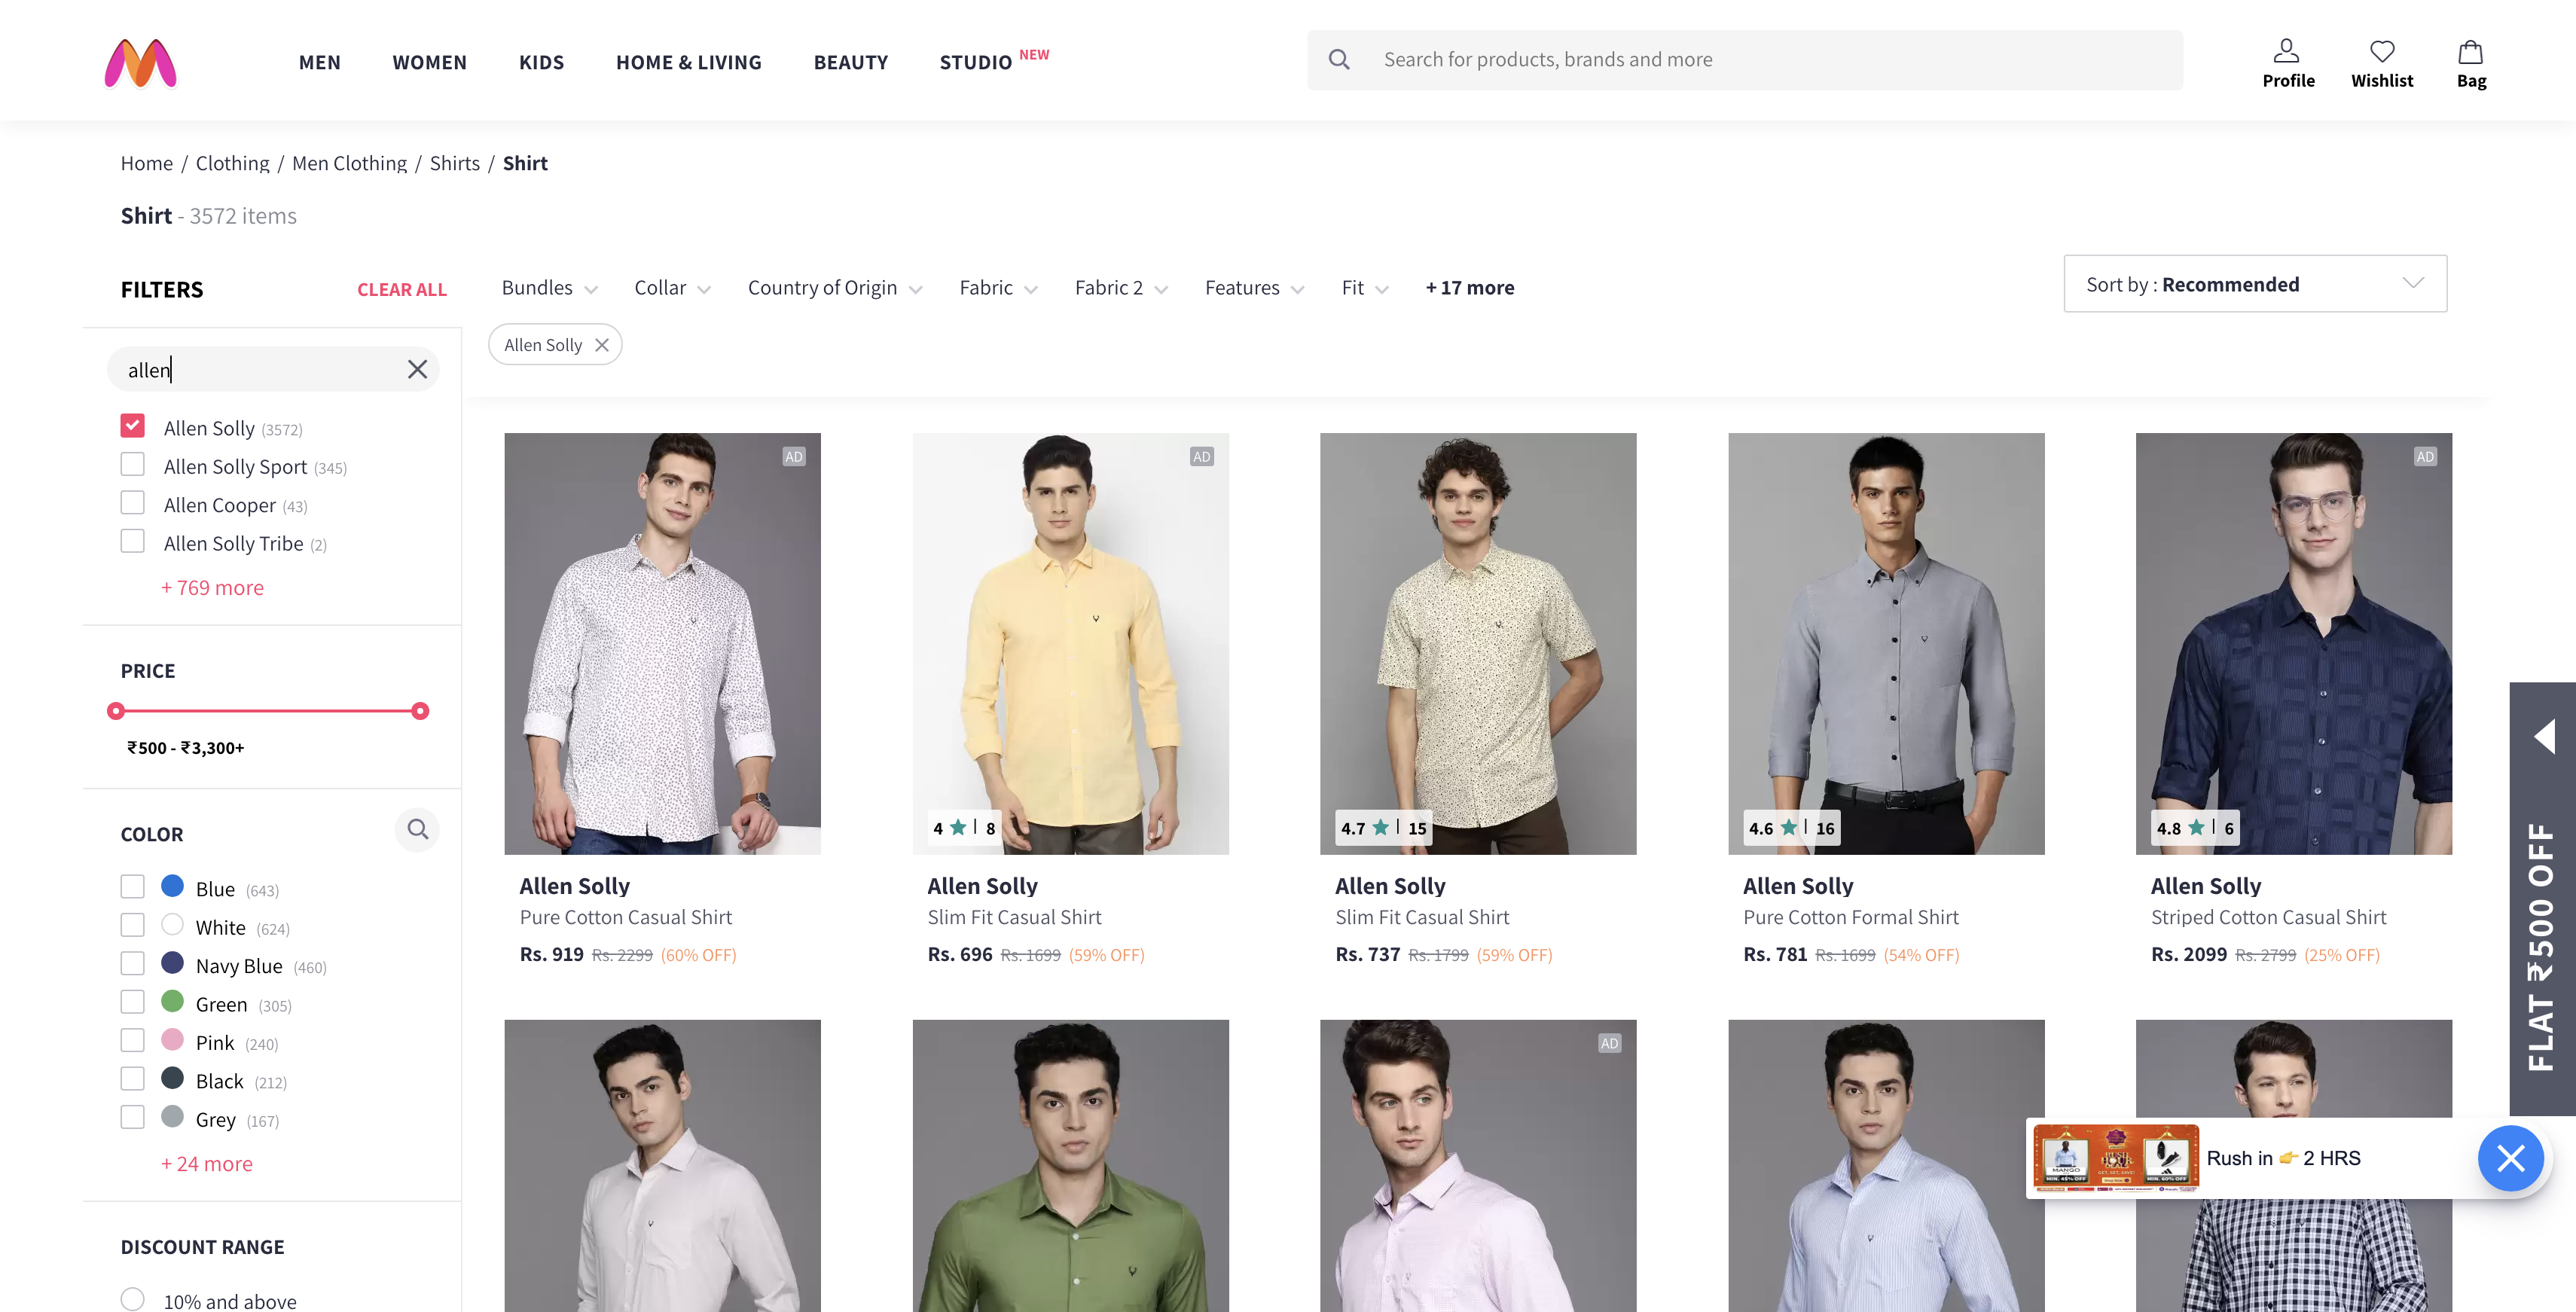 MEN WOMEN KIDS HOME & LIVING BEAUTY STUDIO NEW
Search for products, brands and more
Profile Wishlist Bag
Home / Clothing / Men Clothing / Shirts / Shirt
Shirt - 3572 items
FILTERS CLEAR ALL
Bundles Collar Country of Origin Fabric Fabric 2 Features Fit + 17 more
Sort by : Recommended
Allen Solly
allen
Allen Solly (3572)
Allen Solly Sport (345)
Allen Cooper (43)
Allen Solly Tribe (2)
+ 769 more
PRICE
₹500 - ₹3,300+
COLOR
Blue (643)
White (624)
Navy Blue (460)
Green (305)
Pink (240)
Black (212)
Grey (167)
+ 24 more
DISCOUNT RANGE
10% and above
AD
Allen Solly
Pure Cotton Casual Shirt
Rs. 919 Rs. 2299 (60% OFF)
AD
4 | 8
Allen Solly
Slim Fit Casual Shirt
Rs. 696 Rs. 1699 (59% OFF)
4.7 | 15
Allen Solly
Slim Fit Casual Shirt
Rs. 737 Rs. 1799 (59% OFF)
4.6 | 16
Allen Solly
Pure Cotton Formal Shirt
Rs. 781 Rs. 1699 (54% OFF)
AD
4.8 | 6
Allen Solly
Striped Cotton Casual Shirt
Rs. 2099 Rs. 2799 (25% OFF)
AD
FLAT ₹500 OFF
MANGO
MIN. 45% OFF
MIN. 60% OFF
Rush in 👉 2 HRS